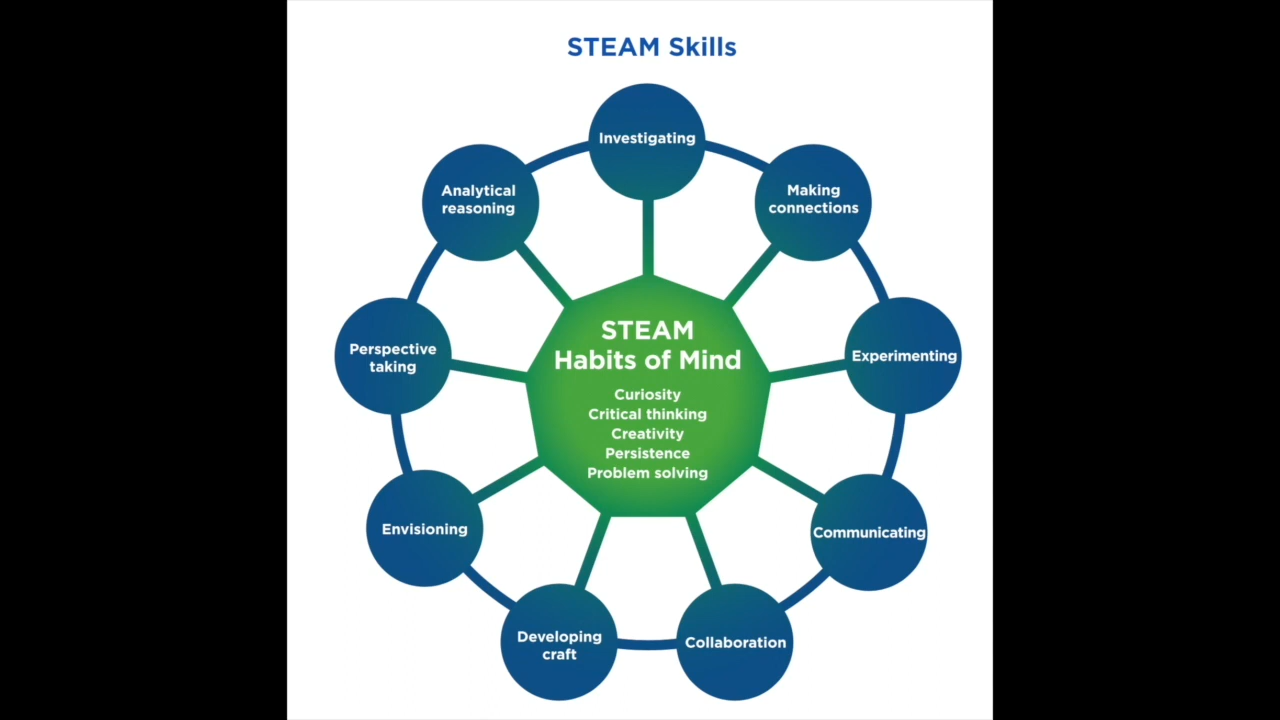 STEAM Skills
Investigating
Making
connections
Experimenting
Communicating
Collaboration
Developing
craft
Envisioning
Perspective
taking
Analytical
reasoning
STEAM
Habits of Mind
Curiosity
Critical thinking
Creativity
Persistence
Problem solving